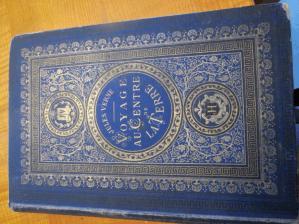 JULES VERNE
VOYAGE
AU CENTRE
DE
LA TERRE